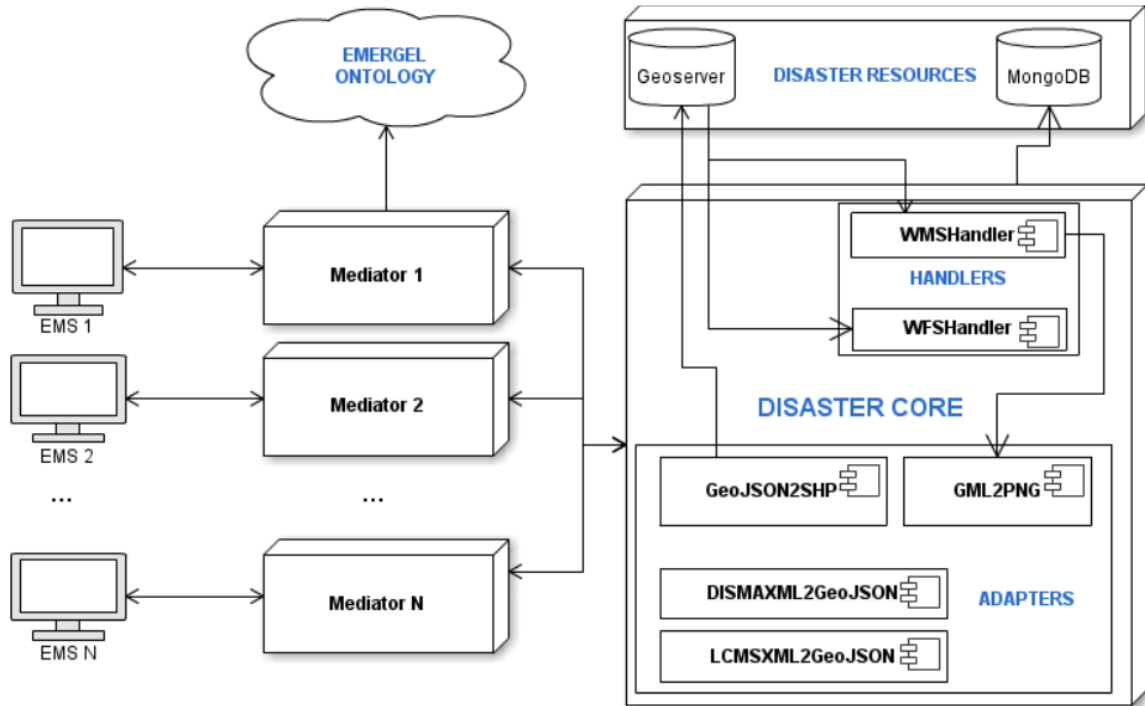 EMERGEL
ONTOLOGY
Geoserver
DISASTER RESOURCES
MongoDB
EMS 1
Mediator 1
WMSHandler
HANDLERS
WFSHandler
EMS 2
Mediator 2
DISASTER CORE
...
...
GeoJSON2SHP
GML2PNG
EMS N
Mediator N
DISMAXML2GeoJSON
ADAPTERS
LCMSXML2GeoJSON